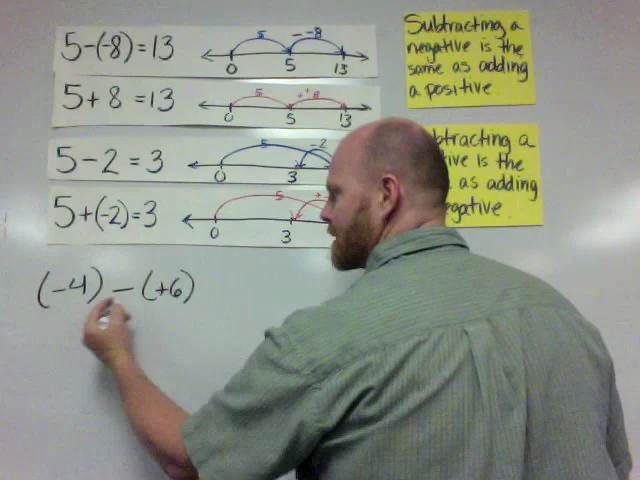 5-(-8)=13
5 --8
0 5 13
5+8=13
5 ++8
0 5 13
5-2=3
5 -2
0 3
5+(-2)=3
5 +
0 3
(-4) - (+6)
Subtracting a
negative is the
same as adding
a positive.
btracting a
tive is the
as adding
egative.